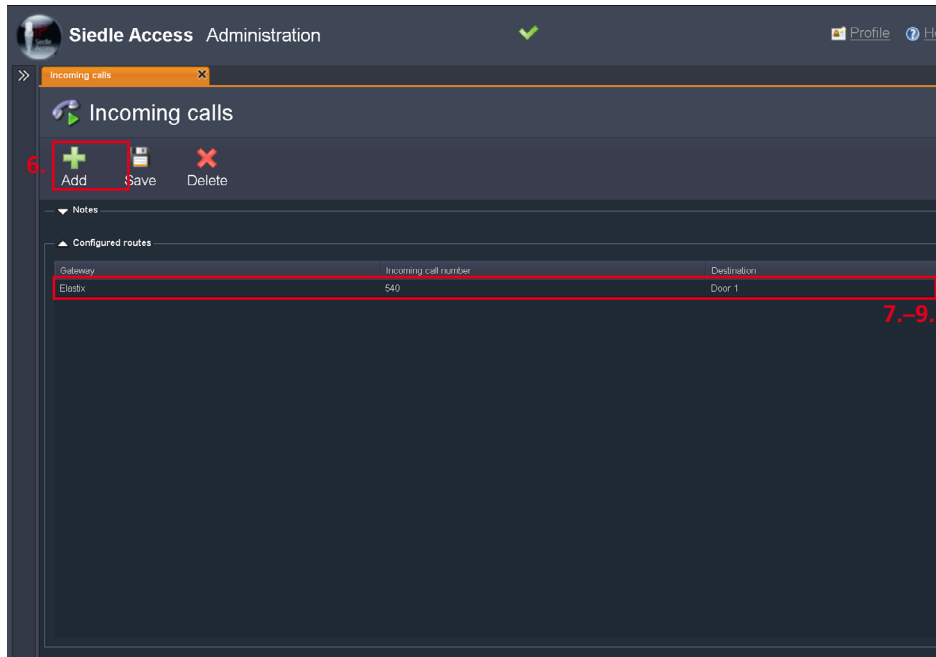 Siedle Access Administration
Profile
Incoming calls
Incoming calls
6.
Add Save Delete
Notes
Configured routes
Gateway Incoming call number Destination
Elastix 540 Door 1
7.–9.